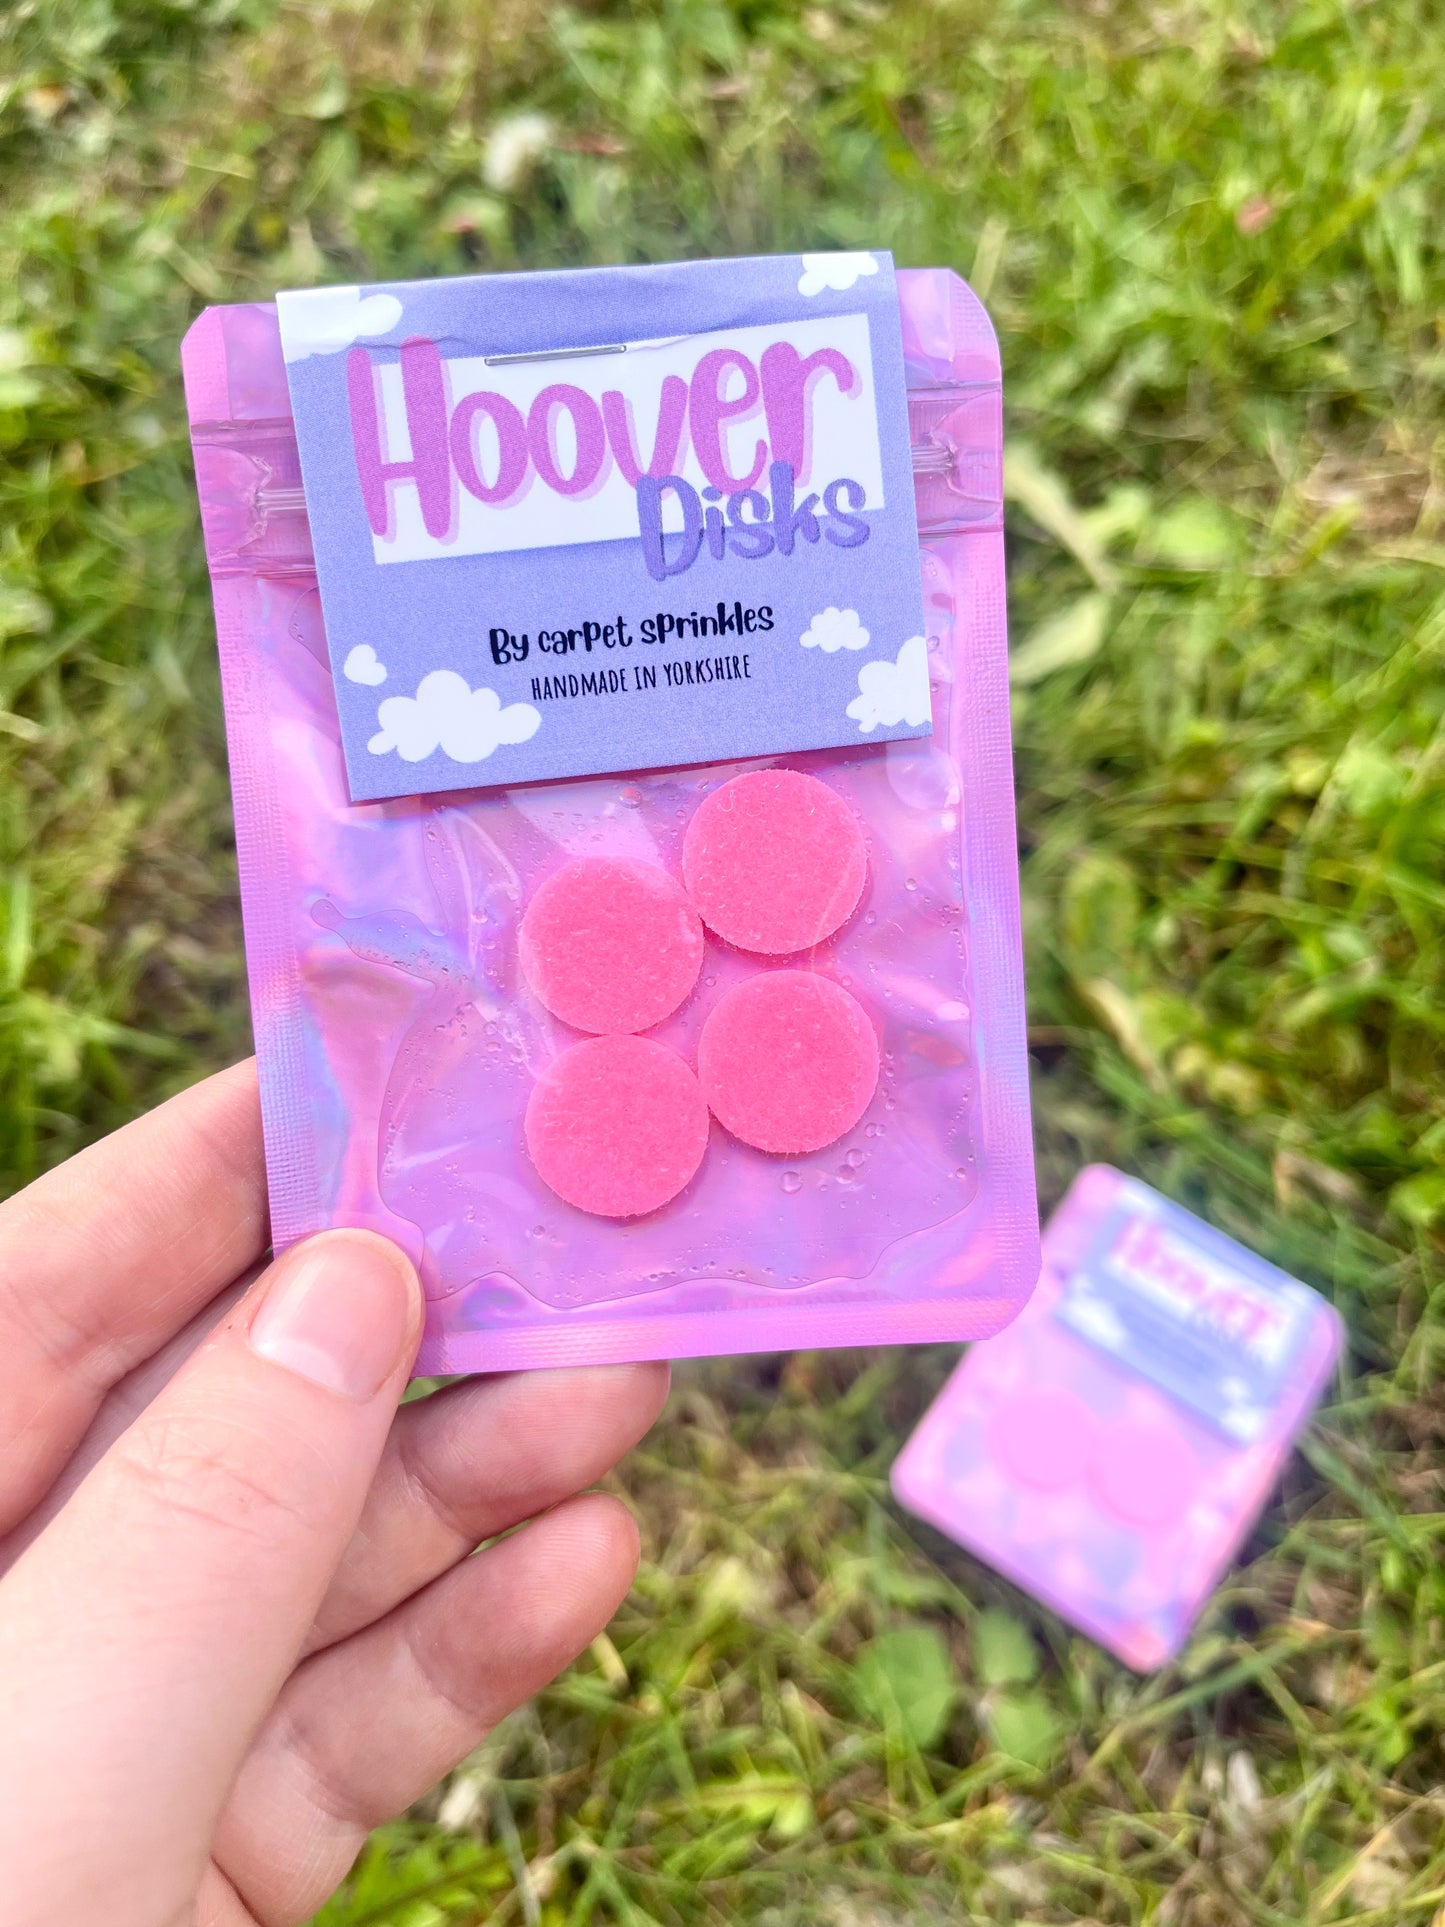 Hoover
Disks
By carpet sprinkles
HANDMADE IN YORKSHIRE